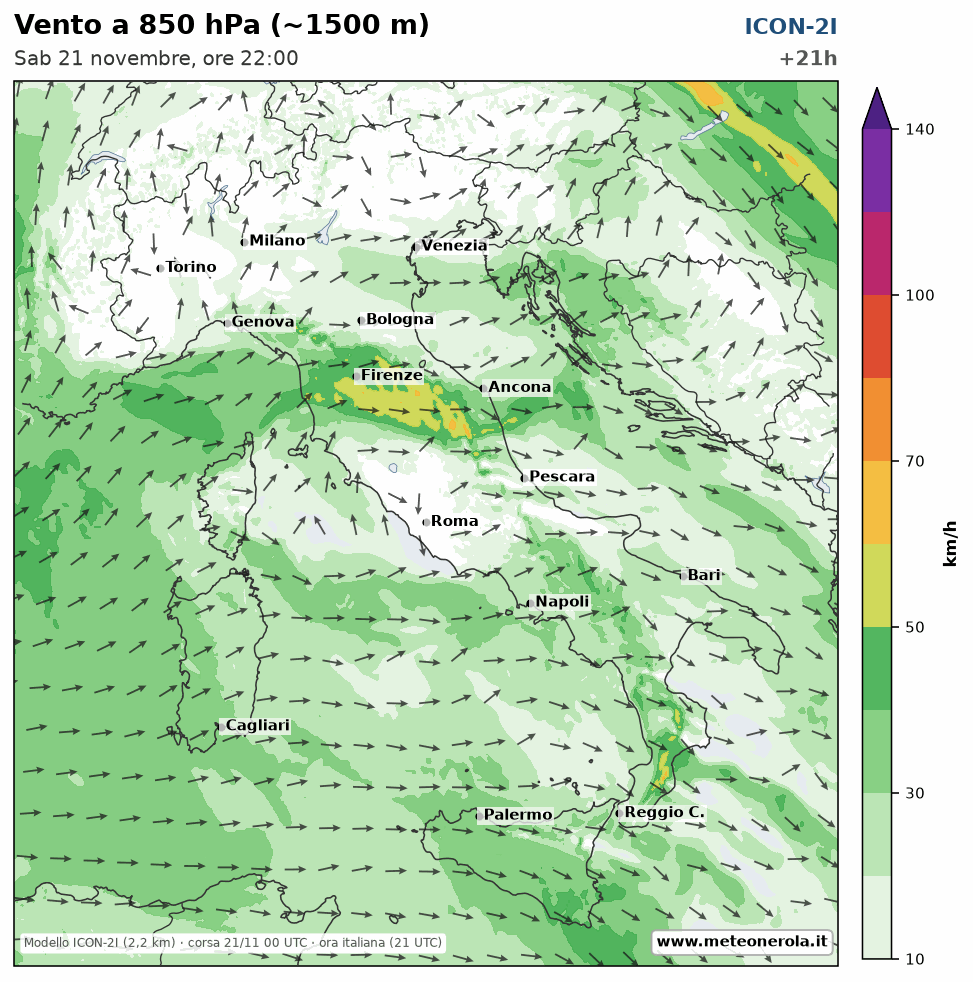 Vento a 850 hPa (~1500 m)
ICON-2I
Sab 21 novembre, ore 22:00
+21h
140
Milano
Venezia
Torino
100
Genova
Bologna
Firenze
Ancona
70
Pescara
Roma
km/h
Bari
Napoli
50
Cagliari
30
Palermo
Reggio C.
Modello ICON-2I (2,2 km) · corsa 21/11 00 UTC · ora italiana (21 UTC)
www.meteonerola.it
10